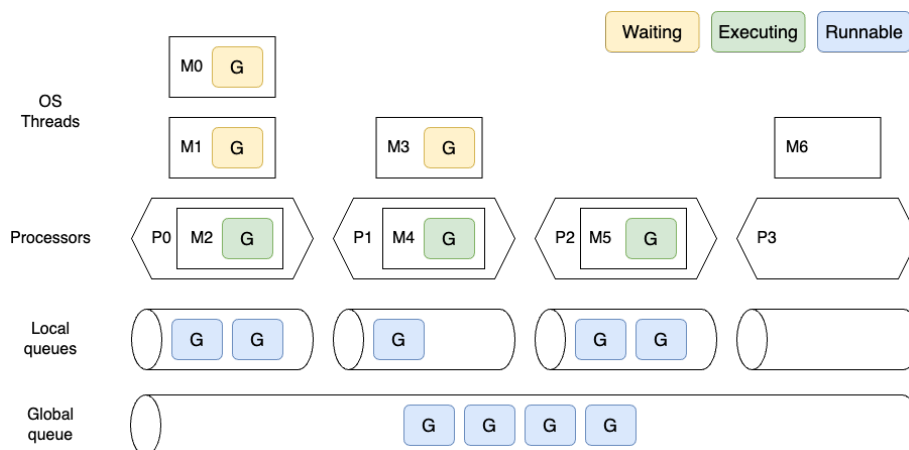 Waiting
Executing
Runnable
M0 G
OS
Threads
M1 G
M3 G
M6
Processors
P0 M2 G
P1 M4 G
P2 M5 G
P3
Local
queues
G G
G
G G
Global
queue
G G G G